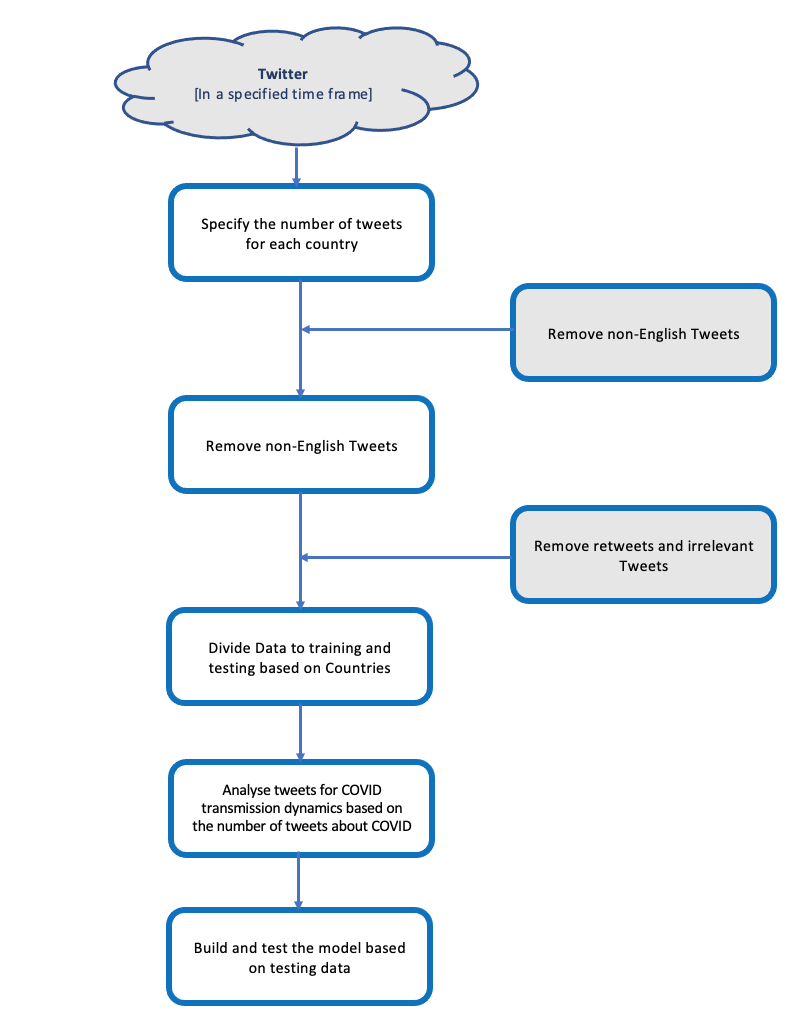 Twitter
[In a specified time frame]
Specify the number of tweets
for each country
Remove non-English Tweets
Remove non-English Tweets
Remove retweets and irrelevant
Tweets
Divide Data to training and
testing based on Countries
Analyse tweets for COVID
transmission dynamics based on
the number of tweets about COVID
Build and test the model based
on testing data